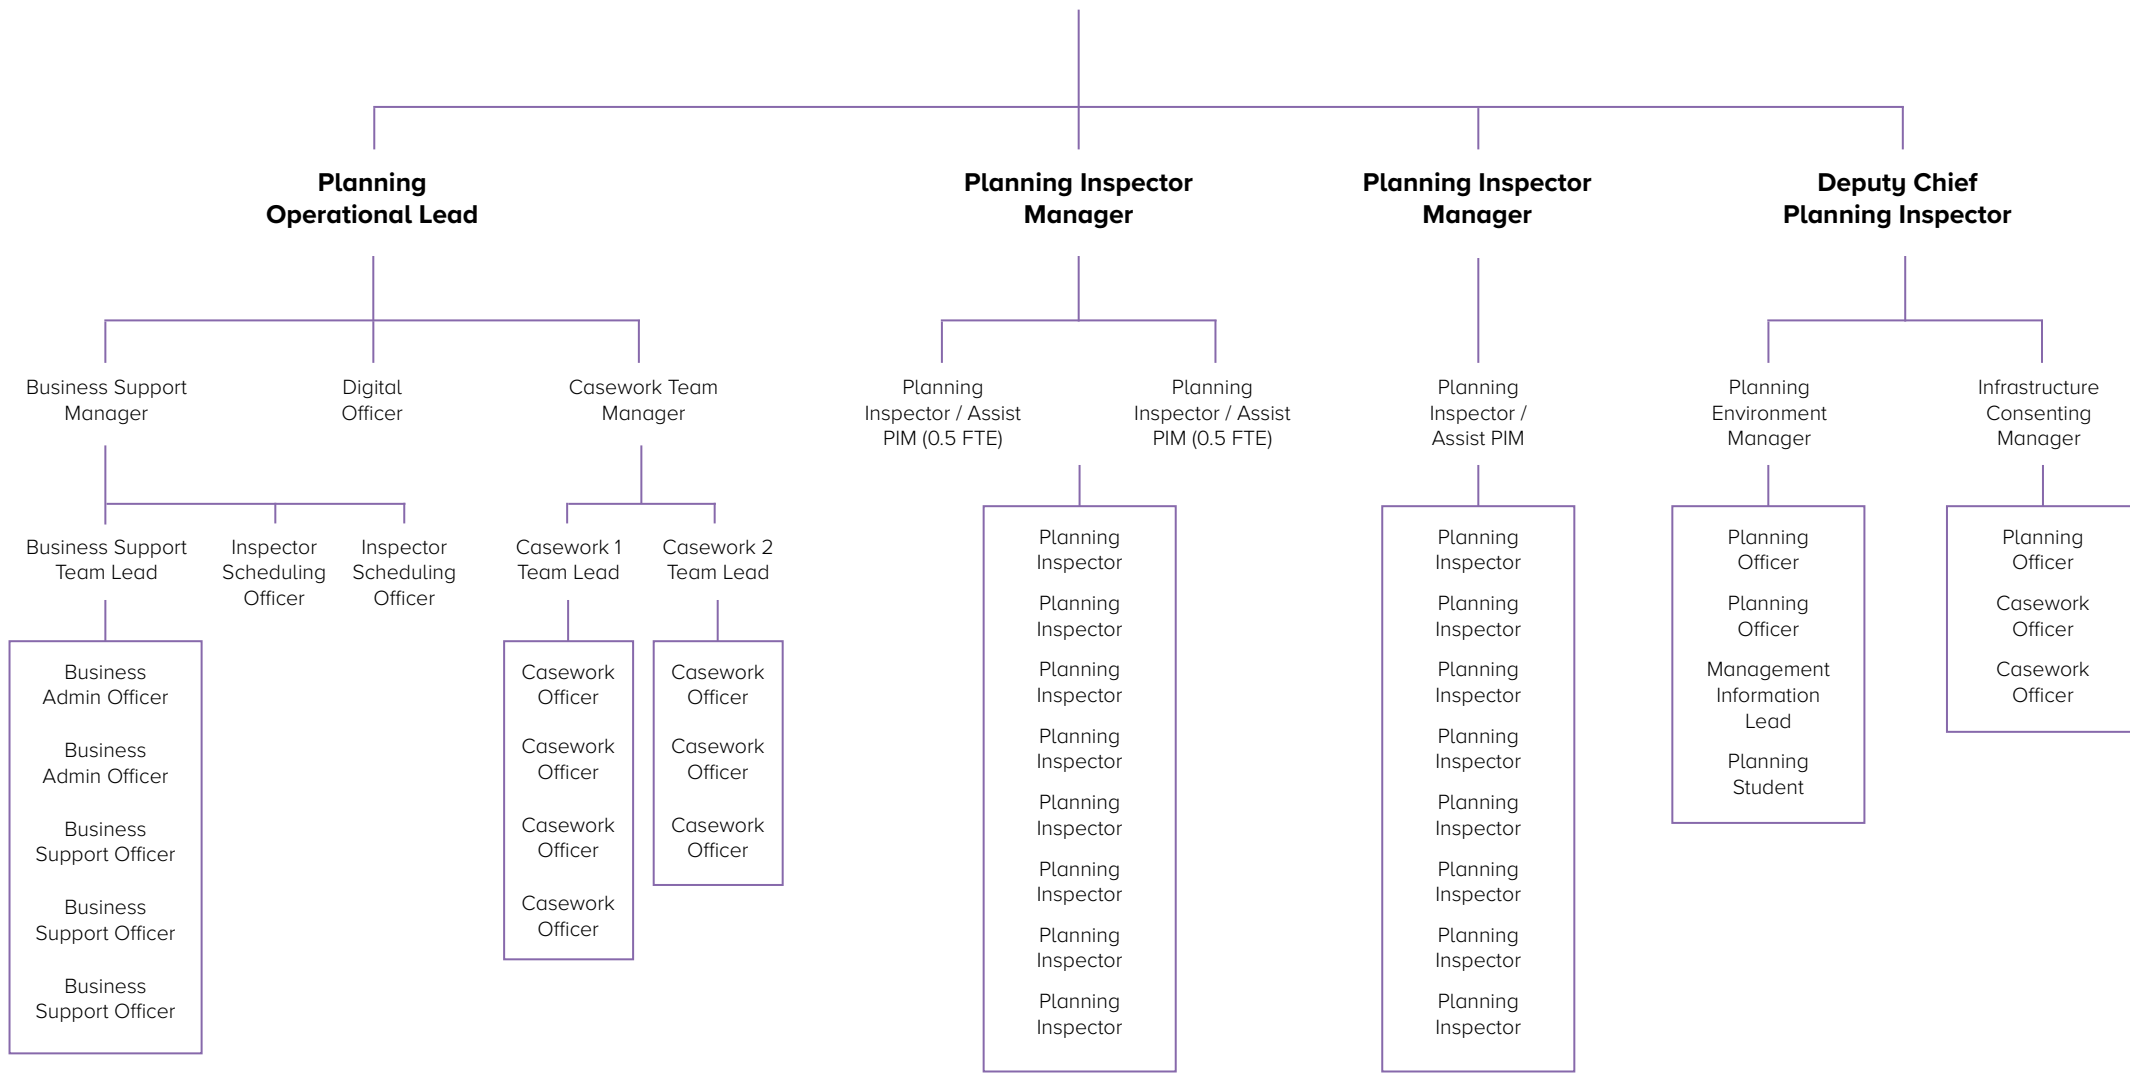 Planning
Operational Lead
Planning Inspector
Manager
Planning Inspector
Manager
Deputy Chief
Planning Inspector
Business Support
Manager
Digital
Officer
Casework Team
Manager
Planning
Inspector / Assist
PIM (0.5 FTE)
Planning
Inspector / Assist
PIM (0.5 FTE)
Planning
Inspector /
Assist PIM
Planning
Environment
Manager
Infrastructure
Consenting
Manager
Business Support
Team Lead
Inspector
Scheduling
Officer
Inspector
Scheduling
Officer
Casework 1
Team Lead
Casework 2
Team Lead
Business
Admin Officer
Business
Admin Officer
Business
Support Officer
Business
Support Officer
Business
Support Officer
Casework
Officer
Casework
Officer
Casework
Officer
Casework
Officer
Casework
Officer
Casework
Officer
Casework
Officer
Planning
Inspector
Planning
Inspector
Planning
Inspector
Planning
Inspector
Planning
Inspector
Planning
Inspector
Planning
Inspector
Planning
Inspector
Planning
Inspector
Planning
Inspector
Planning
Inspector
Planning
Inspector
Planning
Inspector
Planning
Inspector
Planning
Inspector
Planning
Inspector
Planning
Officer
Planning
Officer
Management
Information
Lead
Planning
Student
Planning
Officer
Casework
Officer
Casework
Officer